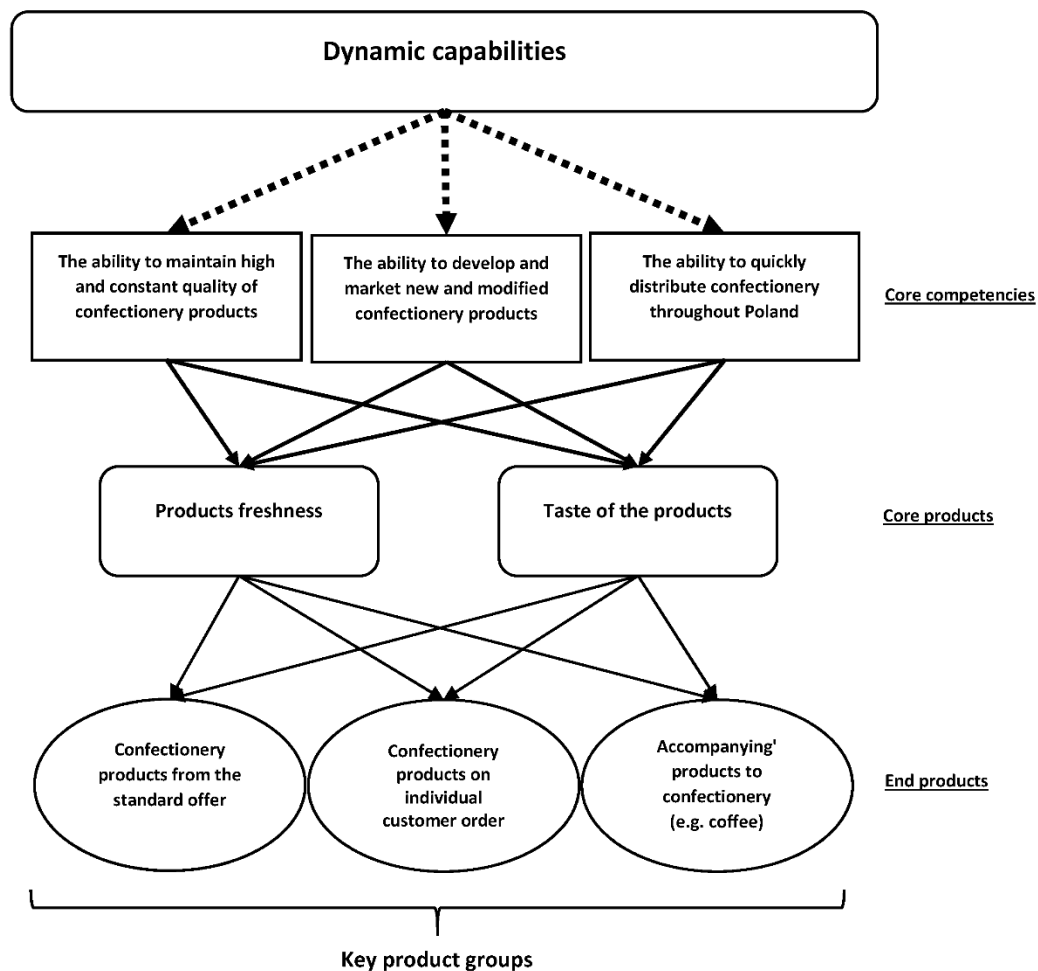 Dynamic capabilities
The ability to maintain high
and constant quality of
confectionery products
The ability to develop and
market new and modified
confectionery products
The ability to quickly
distribute confectionery
throughout Poland
Core competencies
Products freshness
Taste of the products
Core products
Confectionery
products from the
standard offer
Confectionery
products on
individual
customer order
Accompanying'
products to
confectionery
(e.g. coffee)
End products
Key product groups